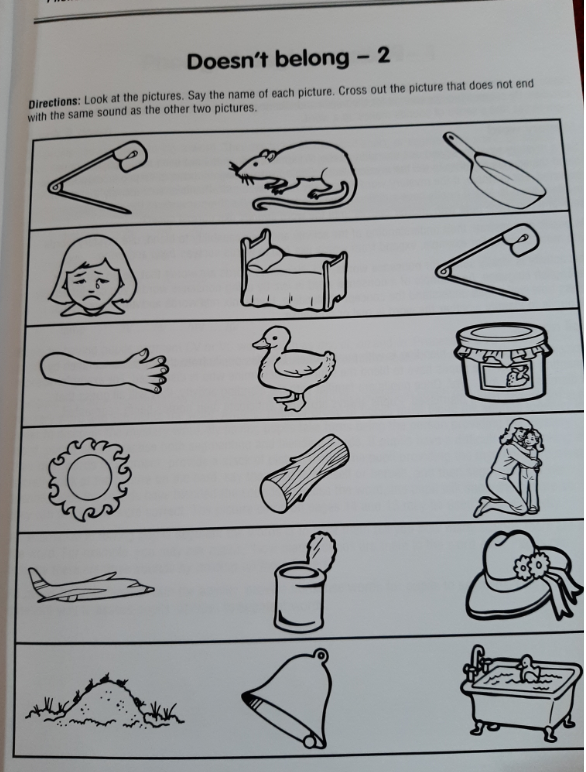 Doesn't belong – 2
Directions: Look at the pictures. Say the name of each picture. Cross out the picture that does not end
with the same sound as the other two pictures.